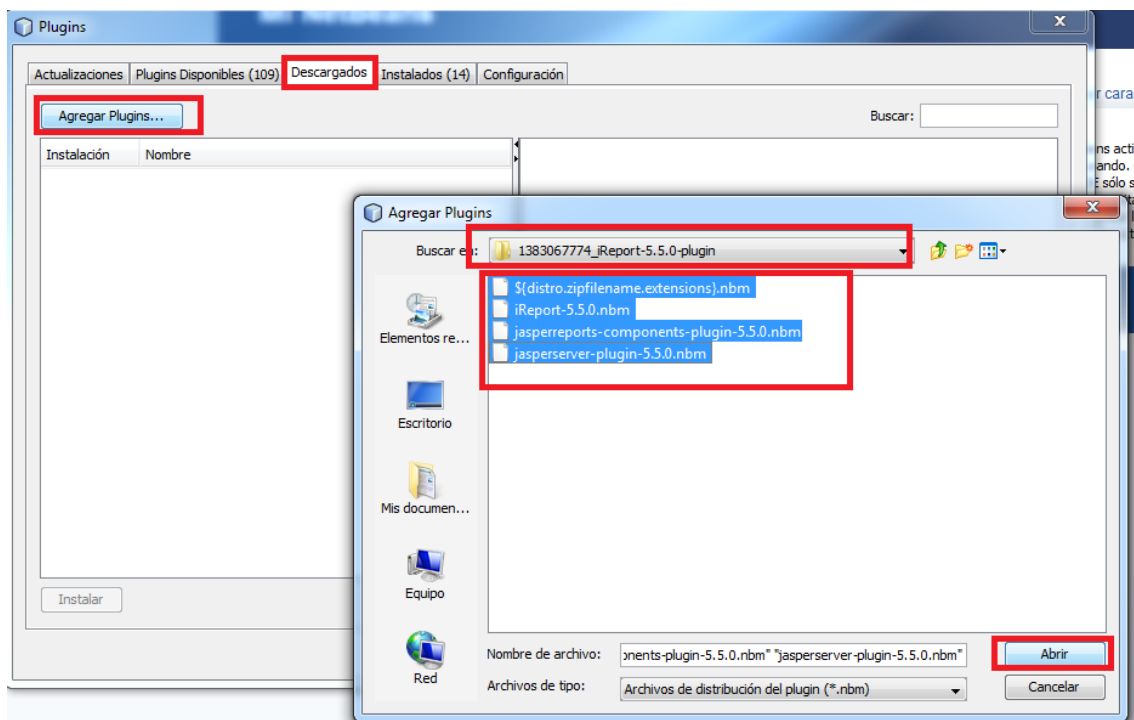 Mi Netbeans
Plugins
Actualizaciones Plugins Disponibles (109) Descargados Instalados (14) Configuración
Agregar Plugins...
Buscar:
Instalación Nombre
r cara
ns acti
ando.
E sólo s
Agregar Plugins
Buscar en: 1383067774_iReport-5.5.0-plugin
${distro.zipfilename.extensions}.nbm
iReport-5.5.0.nbm
jasperreports-components-plugin-5.5.0.nbm
jasperserver-plugin-5.5.0.nbm
Elementos re...
Escritorio
Mis documen...
Equipo
Red
Instalar
Nombre de archivo: onents-plugin-5.5.0.nbm" "jasperserver-plugin-5.5.0.nbm"
Abrir
Archivos de tipo: Archivos de distribución del plugin (*.nbm)
Cancelar